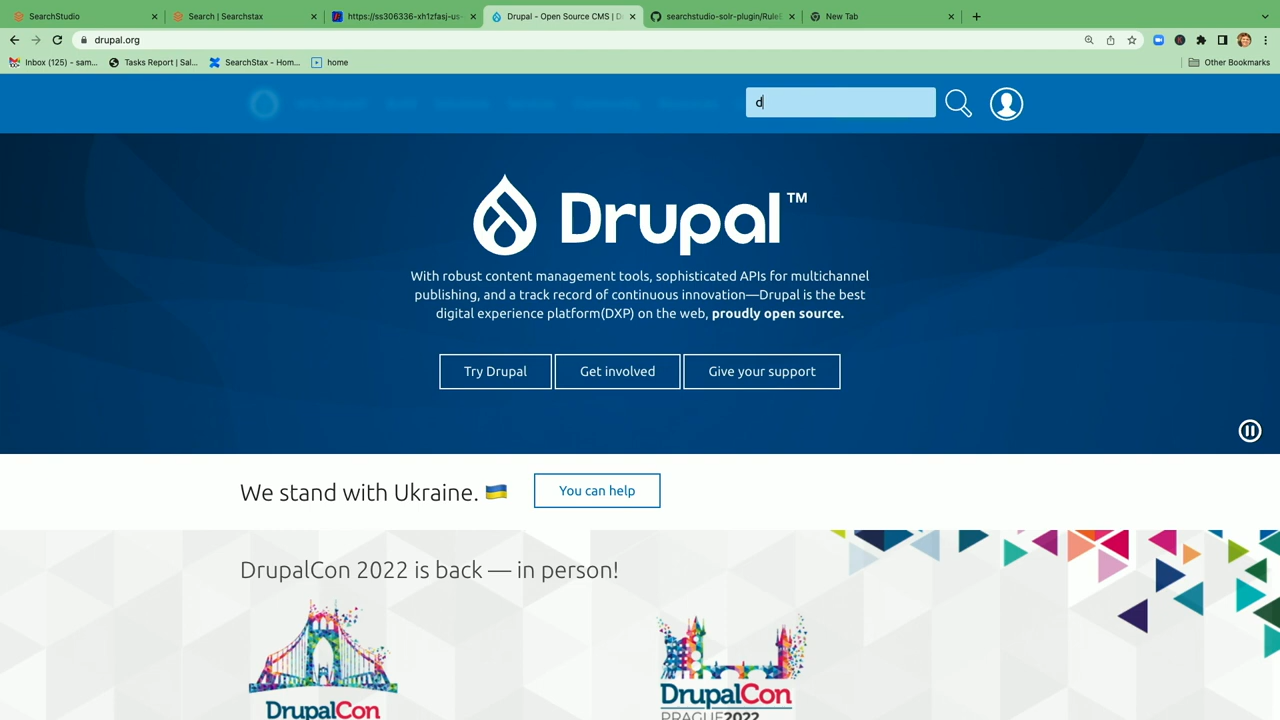 SearchStudio
Search | Searchstax
https://ss306336-xh1zfasj-us-
Drupal - Open Source CMS | D
searchstudio-solr-plugin/Rule
New Tab
drupal.org
Inbox (125) - sam...
Tasks Report | Sal...
SearchStax - Hom...
home
Other Bookmarks
d
Drupal™
With robust content management tools, sophisticated APIs for multichannel
publishing, and a track record of continuous innovation—Drupal is the best
digital experience platform(DXP) on the web, proudly open source.
Try Drupal
Get involved
Give your support
We stand with Ukraine. 🇺🇦
You can help
DrupalCon 2022 is back — in person!
DrupalCon
DrupalCon
PRAGUE2022